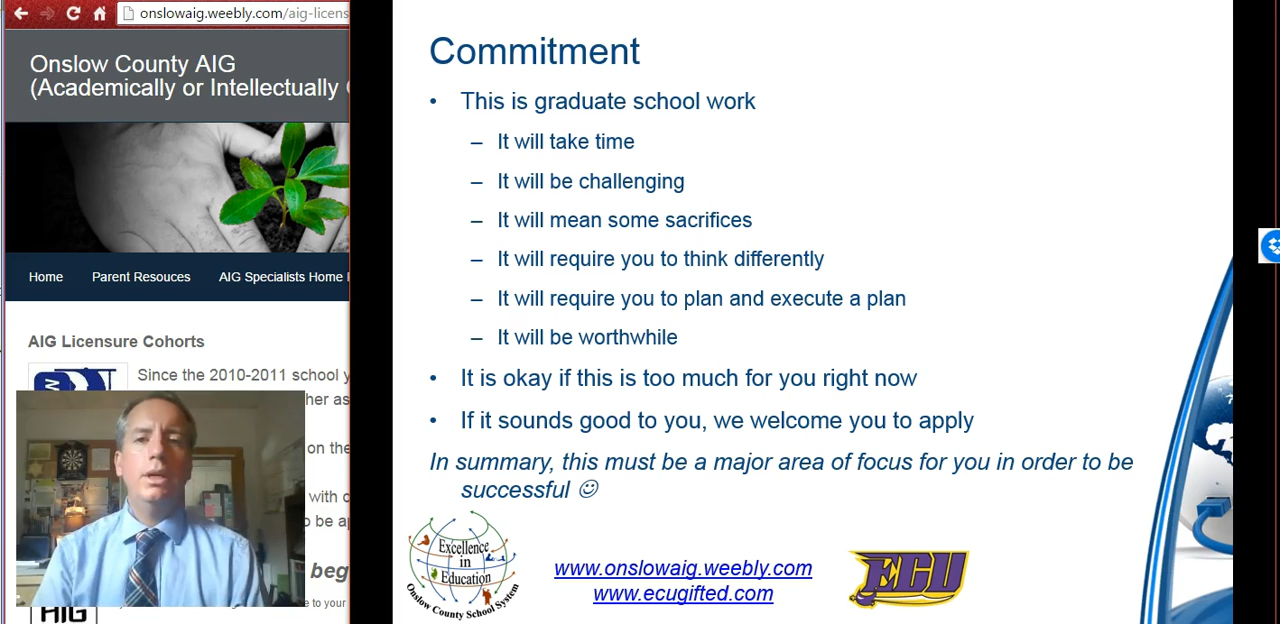 onslowaig.weebly.com/aig-licens
Onslow County AIG
(Academically or Intellectually
Home Parent Resouces AIG Specialists Home
AIG Licensure Cohorts
Since the 2010-2011 school y
her as
on the
with
be a
beg
e to your
AIG
Commitment
• This is graduate school work
– It will take time
– It will be challenging
– It will mean some sacrifices
– It will require you to think differently
– It will require you to plan and execute a plan
– It will be worthwhile
• It is okay if this is too much for you right now
• If it sounds good to you, we welcome you to apply
In summary, this must be a major area of focus for you in order to be
successful ☺
Excellence
in
Education
Onslow County School System
www.onslowaig.weebly.com
www.ecugifted.com
ECU